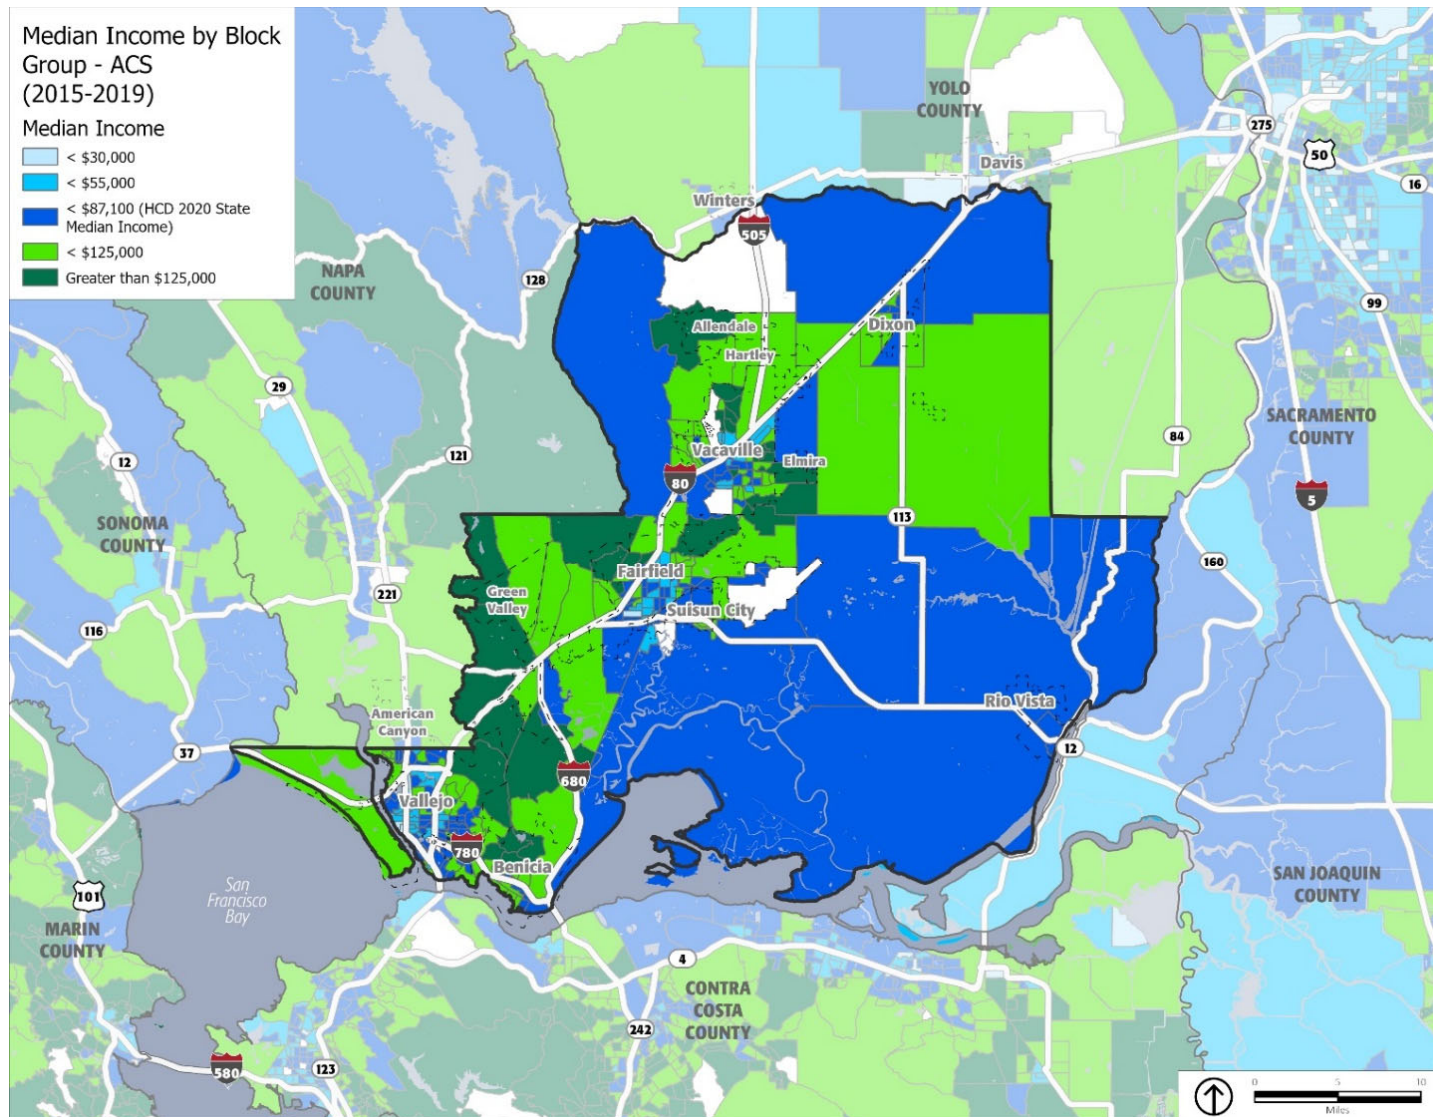 Median Income by Block
Group - ACS
(2015-2019)
Median Income
< $30,000
< $55,000
< $87,100 (HCD 2020 State
Median Income)
< $125,000
Greater than $125,000
YOLO
COUNTY
275
50
Davis
16
Winters
505
NAPA
COUNTY
128
99
Allendale
Dixon
Hartley
29
SACRAMENTO
COUNTY
84
12
121
Vacaville
Elmira
80
5
SONOMA
COUNTY
113
160
Fairfield
221
Green
Valley
Suisun City
116
Rio Vista
American
Canyon
37
12
680
Vallejo
780
Benicia
San
Francisco
Bay
101
SAN JOAQUIN
COUNTY
MARIN
COUNTY
4
CONTRA
COSTA
COUNTY
242
580
123
0
5
10
Miles